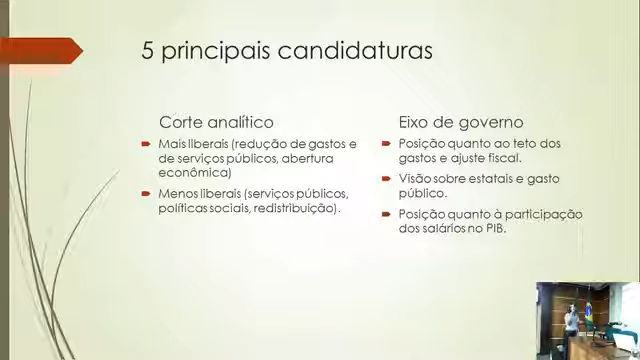 5 principais candidaturas
Corte analítico
Mais liberais (redução de gastos e
de serviços públicos, abertura
econômica)
Menos liberais (serviços públicos,
políticas sociais, redistribuição).
Eixo de governo
Posição quanto ao teto dos
gastos e ajuste fiscal.
Visão sobre estatais e gasto
público.
Posição quanto à participação
dos salários no PIB.